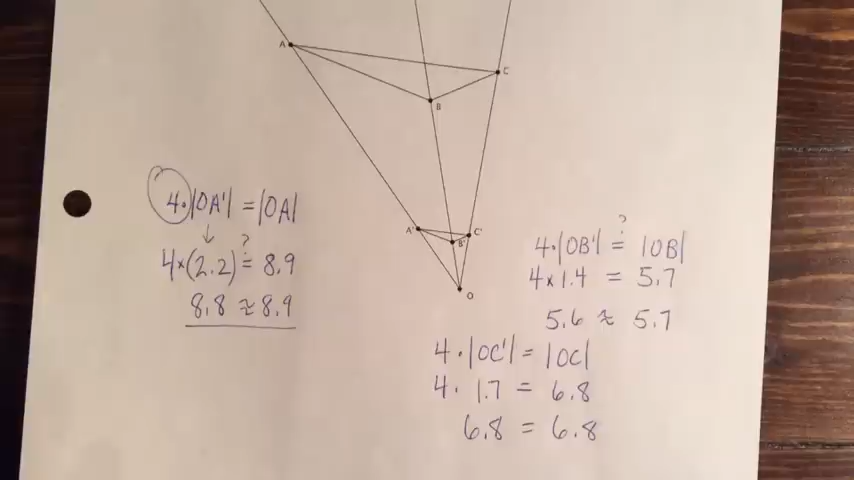 A
C
B
4·|OA'| = |OA|
↓ ?
4×(2.2) = 8.9
8.8 ≈ 8.9
A'
B'
C'
O
?
4·|OB'| = |OB|
4×1.4 = 5.7
5.6 ≈ 5.7
4·|OC'| = |OC|
4· 1.7 = 6.8
6.8 = 6.8